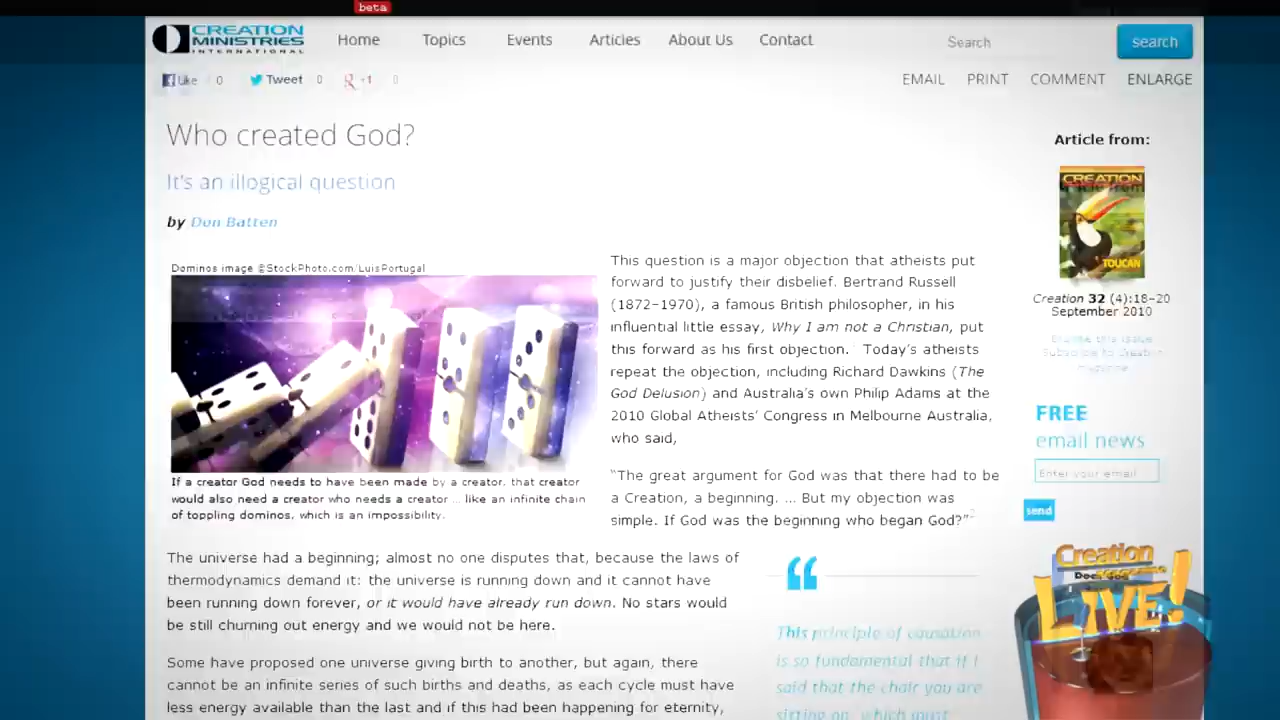 beta
CREATION
MINISTRIES
INTERNATIONAL
Home Topics Events Articles About Us Contact
Search
search
Like 0 Tweet 0 +1 0
EMAIL PRINT COMMENT ENLARGE
Who created God?
It's an illogical question
by Don Batten
Dominos image ©StockPhoto.com/LuisPortugal
If a creator God needs to have been made by a creator, that creator
would also need a creator who needs a creator ... like an infinite chain
of toppling dominos, which is an impossibility.
This question is a major objection that atheists put
forward to justify their disbelief. Bertrand Russell
(1872–1970), a famous British philosopher, in his
influential little essay, Why I am not a Christian, put
this forward as his first objection. Today's atheists
repeat the objection, including Richard Dawkins (The
God Delusion) and Australia's own Philip Adams at the
2010 Global Atheists' Congress in Melbourne Australia,
who said,
“The great argument for God was that there had to be
a Creation, a beginning. ... But my objection was
simple. If God was the beginning who began God?”2
The universe had a beginning; almost no one disputes that, because the laws of
thermodynamics demand it: the universe is running down and it cannot have
been running down forever, or it would have already run down. No stars would
be still churning out energy and we would not be here.
Some have proposed one universe giving birth to another, but again, there
cannot be an infinite series of such births and deaths, as each cycle must have
less energy available than the last and if this had been happening for eternity,
“
This principle of causation
is so fundamental that if I
said that the chair you are
sitting on, which must
Article from:
CREATION
TOUCAN
Creation 32 (4):18–20
September 2010
Browse this issue
Subscribe to Creation
magazine
FREE
email news
Enter your email
send
Creation
LIVE!